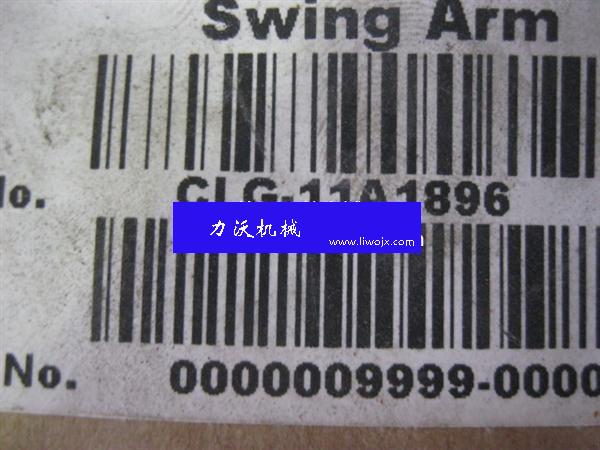 Swing Arm
No. CLG-11A1896
力沃机械
www.liwojx.com
No. 0000009999-0000